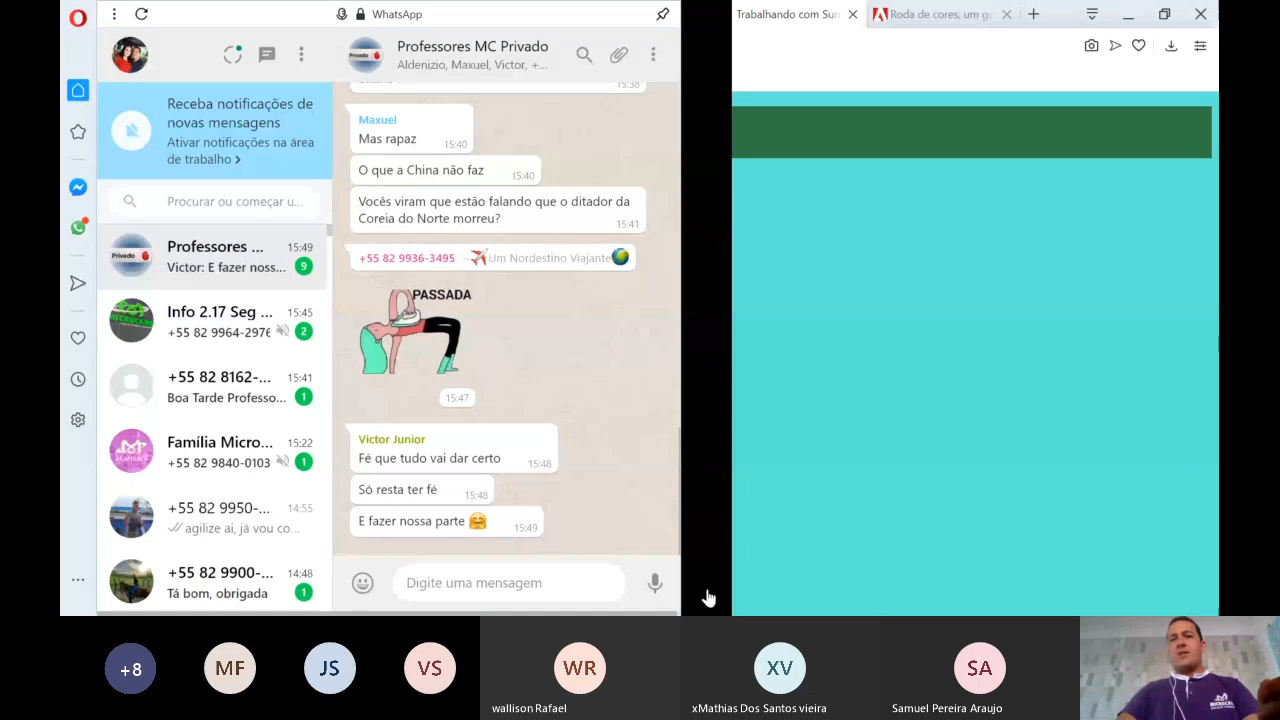 WhatsApp
Trabalhando com Sun
Roda de cores, um g
Professores MC Privado
Aldenizio, Maxuel, Victor, +...
Receba notificações de
novas mensagens
Ativar notificações na área
de trabalho >
Procurar ou começar u...
Professores ...
15:49
Victor: E fazer noss...
9
Info 2.17 Seg ...
15:45
+55 82 9964-2976
2
+55 82 8162-...
15:41
Boa Tarde Professo...
1
Família Micro...
15:22
+55 82 9840-0103
1
+55 82 9950-...
14:55
agilize ai, já vou co...
+55 82 9900-...
14:48
Tá bom, obrigada
1
Privado
15:38
Maxuel
Mas rapaz
15:40
O que a China não faz
15:40
Vocês viram que estão falando que o ditador da
Coreia do Norte morreu?
15:41
+55 82 9936-3495 ~✈Um Nordestino Viajante🌍
PASSADA
15:47
Victor Junior
Fé que tudo vai dar certo
15:48
Só resta ter fé
15:48
E fazer nossa parte 🤗
15:49
Digite uma mensagem
+8
MF
JS
VS
WR
wallison Rafael
XV
xMathias Dos Santos vieira
SA
Samuel Pereira Araujo